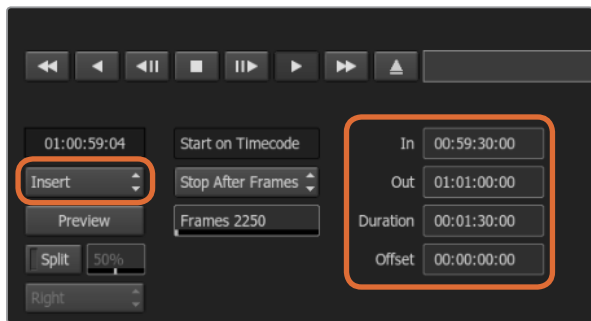 01:00:59:04
Start on Timecode
In 00:59:30:00
Insert
Stop After Frames
Out 01:01:00:00
Preview
Frames 2250
Duration 00:01:30:00
Split 50%
Offset 00:00:00:00
Right